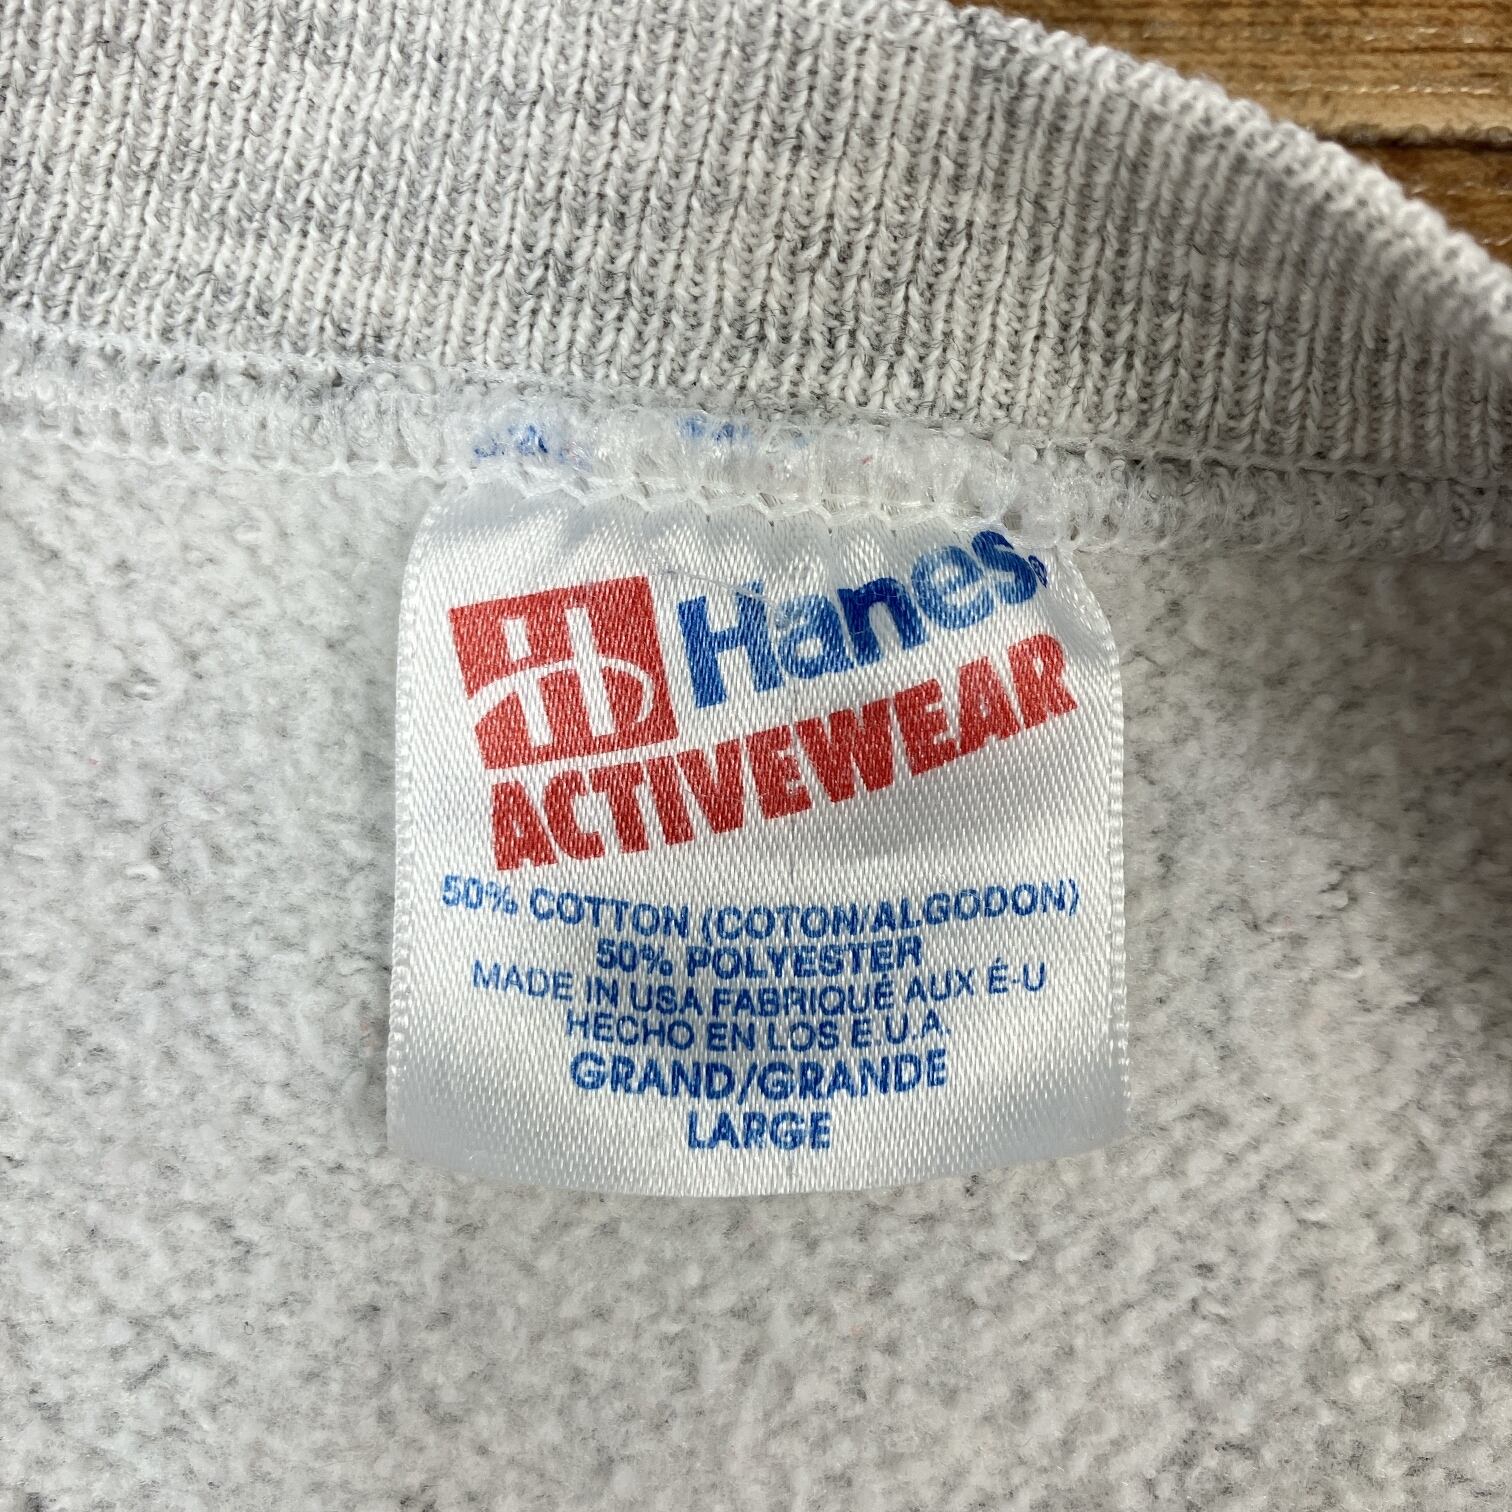 Hanes®
ACTIVEWEAR
50% COTTON (COTON/ALGODON)
50% POLYESTER
MADE IN USA FABRIQUÉ AUX É-U
HECHO EN LOS E.U.A.
GRAND/GRANDE
LARGE